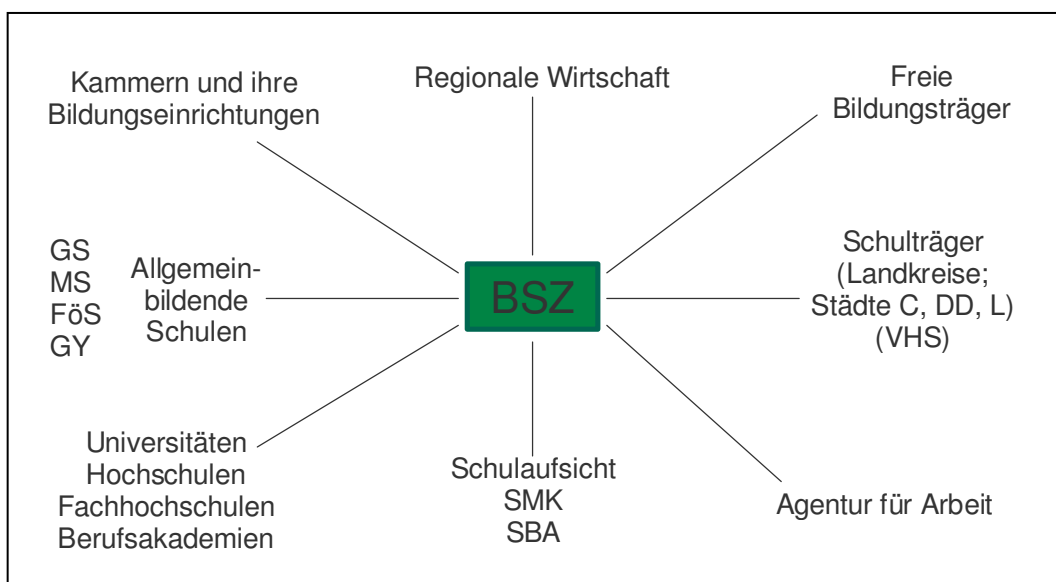 Kammern und ihre
Bildungseinrichtungen
Regionale Wirtschaft
Freie
Bildungsträger
GS
MS
FöS
GY
Allgemein-
bildende
Schulen
BSZ
Schulträger
(Landkreise;
Städte C, DD, L)
(VHS)
Universitäten
Hochschulen
Fachhochschulen
Berufsakademien
Schulaufsicht
SMK
SBA
Agentur für Arbeit